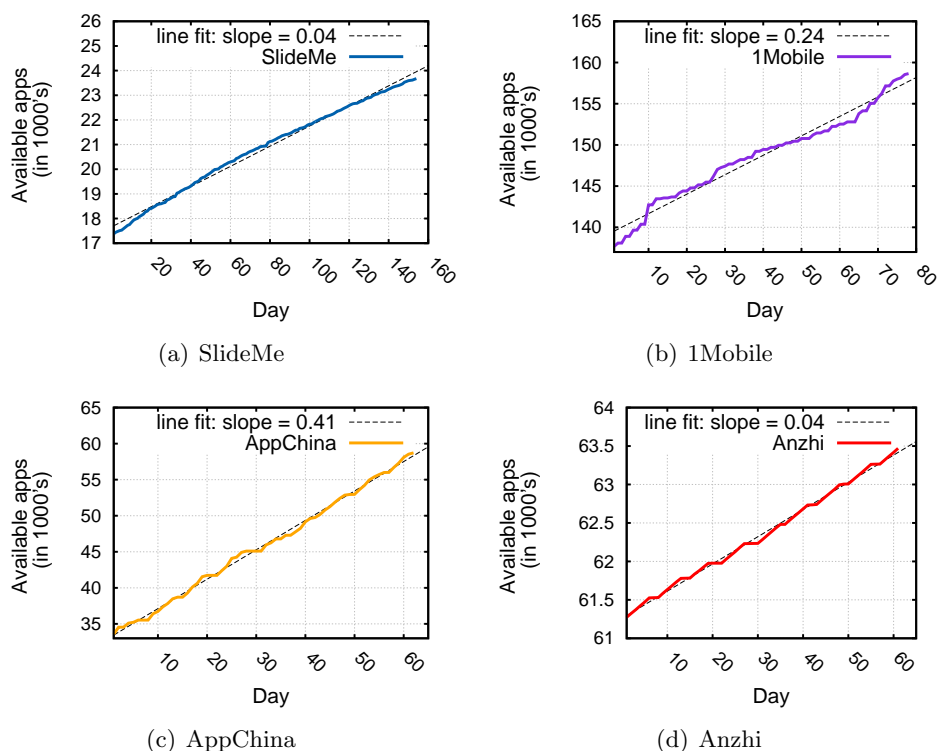 26
25
24
23
22
21
20
19
18
17
Available apps
(in 1000's)
line fit: slope = 0.04
SlideMe
20
40
60
80
100
120
140
160
Day
(a) SlideMe
165
160
155
150
145
140
Available apps
(in 1000's)
line fit: slope = 0.24
1Mobile
10
20
30
40
50
60
70
80
Day
(b) 1Mobile
65
60
55
50
45
40
35
Available apps
(in 1000's)
line fit: slope = 0.41
AppChina
10
20
30
40
50
60
Day
(c) AppChina
64
63.5
63
62.5
62
61.5
61
Available apps
(in 1000's)
line fit: slope = 0.04
Anzhi
10
20
30
40
50
60
Day
(d) Anzhi